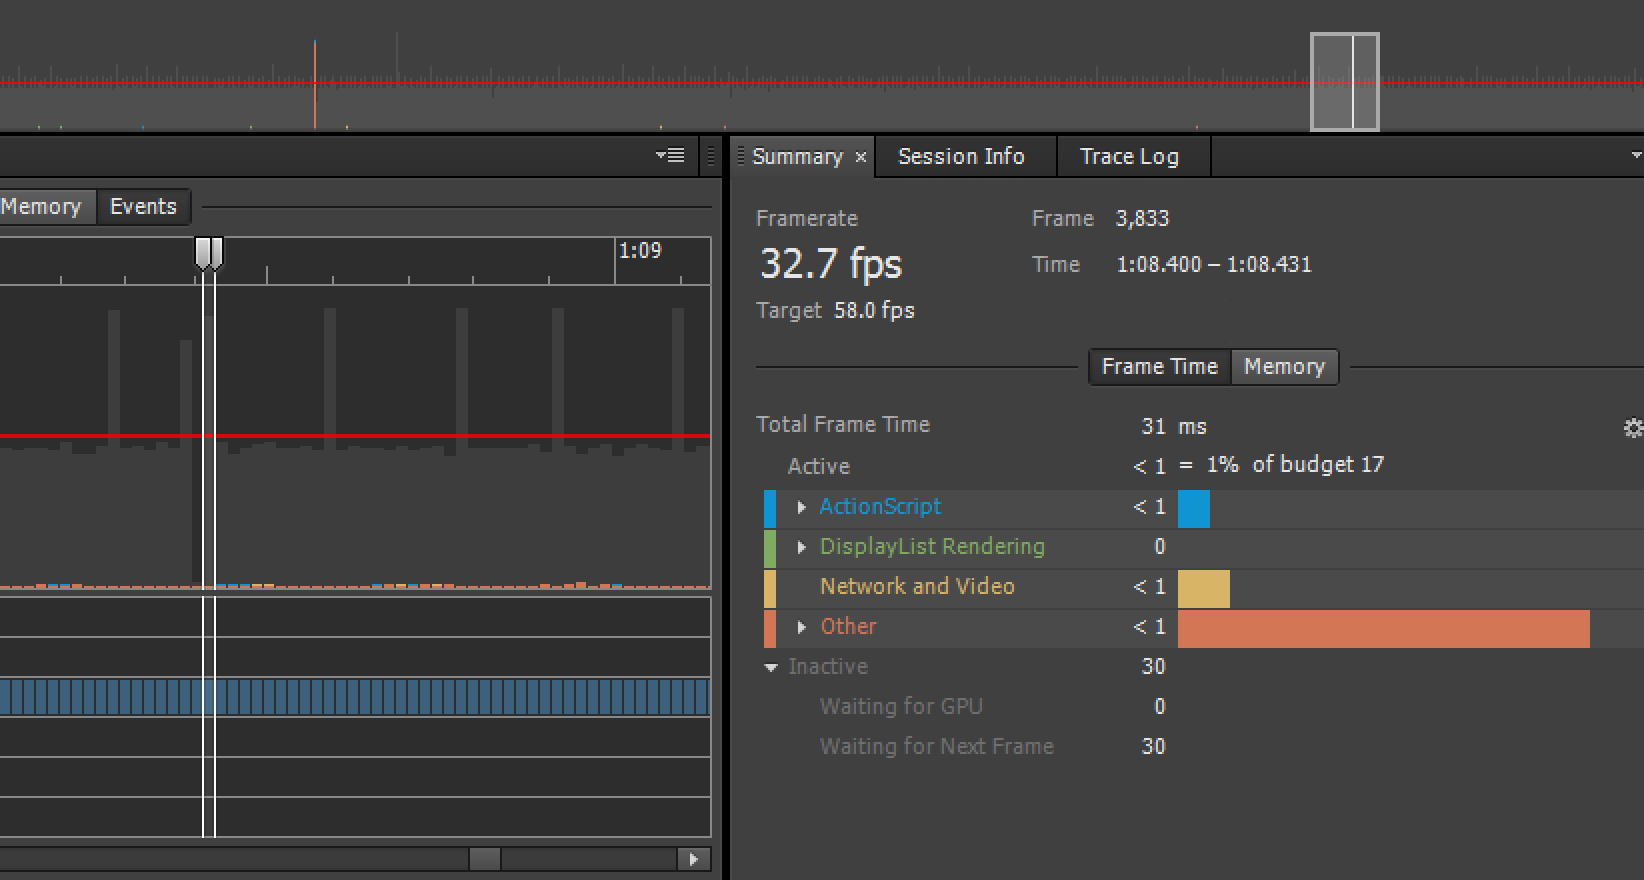 Summary × Session Info Trace Log
Memory Events
1:09
Framerate Frame 3,833
32.7 fps Time 1:08.400 – 1:08.431
Target 58.0 fps
Frame Time Memory
Total Frame Time 31 ms
Active < 1 = 1% of budget 17
ActionScript < 1
DisplayList Rendering 0
Network and Video < 1
Other < 1
Inactive 30
Waiting for GPU 0
Waiting for Next Frame 30